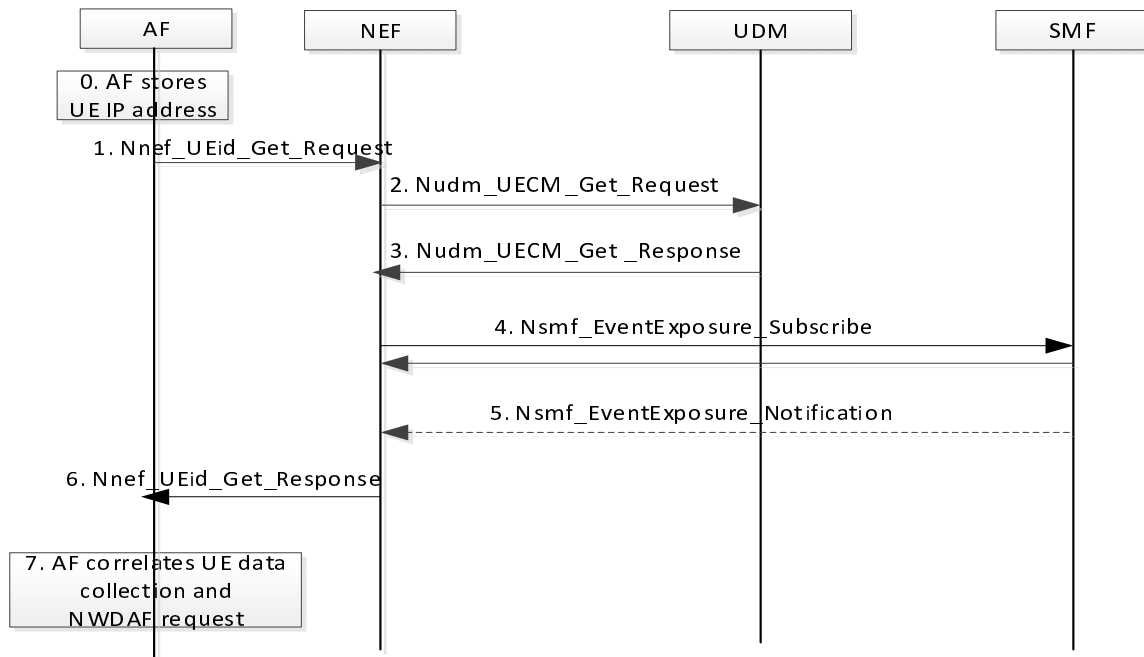 AF
NEF
UDM
SMF
0. AF stores
UE IP address
1. Nnef_UEid_Get_Request
2. Nudm_UECM_Get_Request
3. Nudm_UECM_Get _Response
4. Nsmf_EventExposure_Subscribe
5. Nsmf_EventExposure_Notification
6. Nnef_UEid_Get_Response
7. AF correlates UE data
collection and
NWDAF request